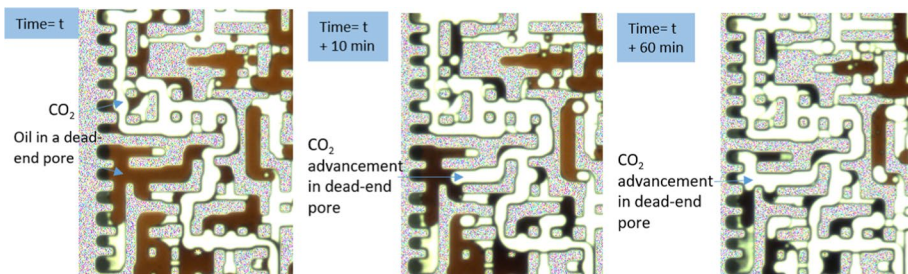 Time= t
CO₂
Oil in a dead-
end pore
Time= t
+ 10 min
CO₂
advancement
in dead-end
pore
Time= t
+ 60 min
CO₂
advancement
in dead-end
pore